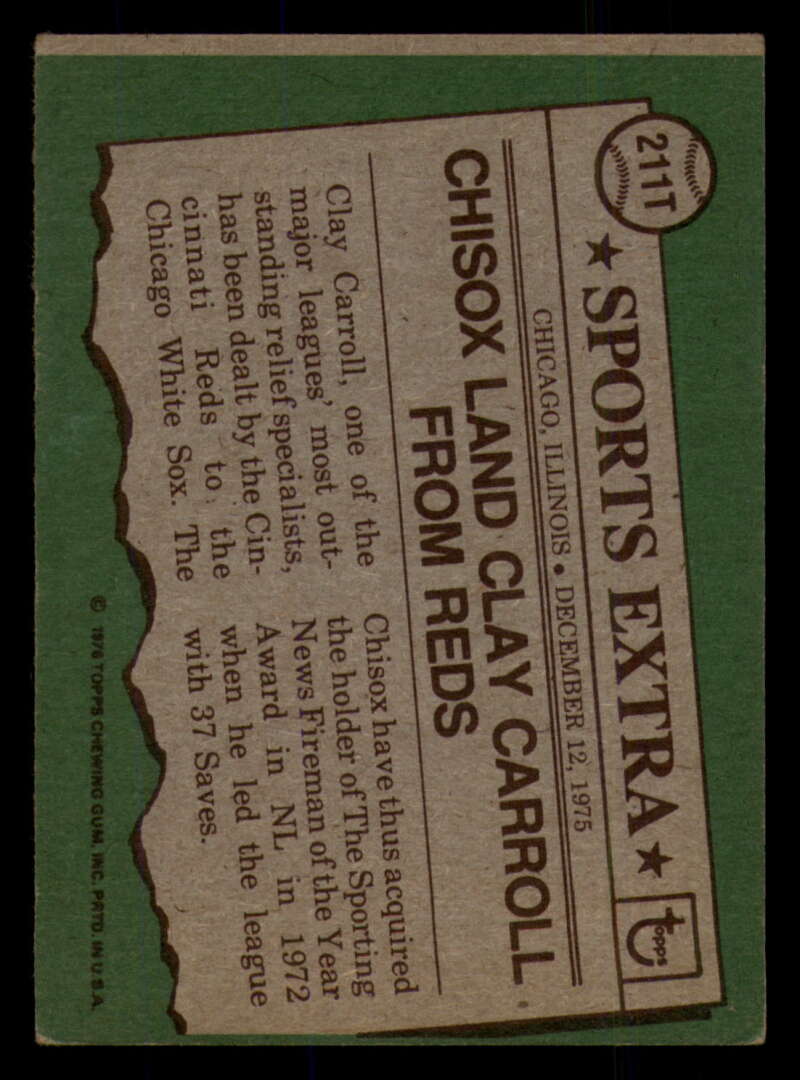 211T
★ SPORTS EXTRA ★
topps
CHICAGO, ILLINOIS • DECEMBER 12, 1975
CHISOX LAND CLAY CARROLL
FROM REDS
Clay Carroll, one of the
major leagues' most out-
standing relief specialists,
has been dealt by the Cin-
cinnati Reds to the
Chicago White Sox. The
Chisox have thus acquired
the holder of The Sporting
News Fireman of the Year
Award in NL in 1972
when he led the league
with 37 Saves.
© 1976 TOPPS CHEWING GUM, INC. PRTD. IN U.S.A.